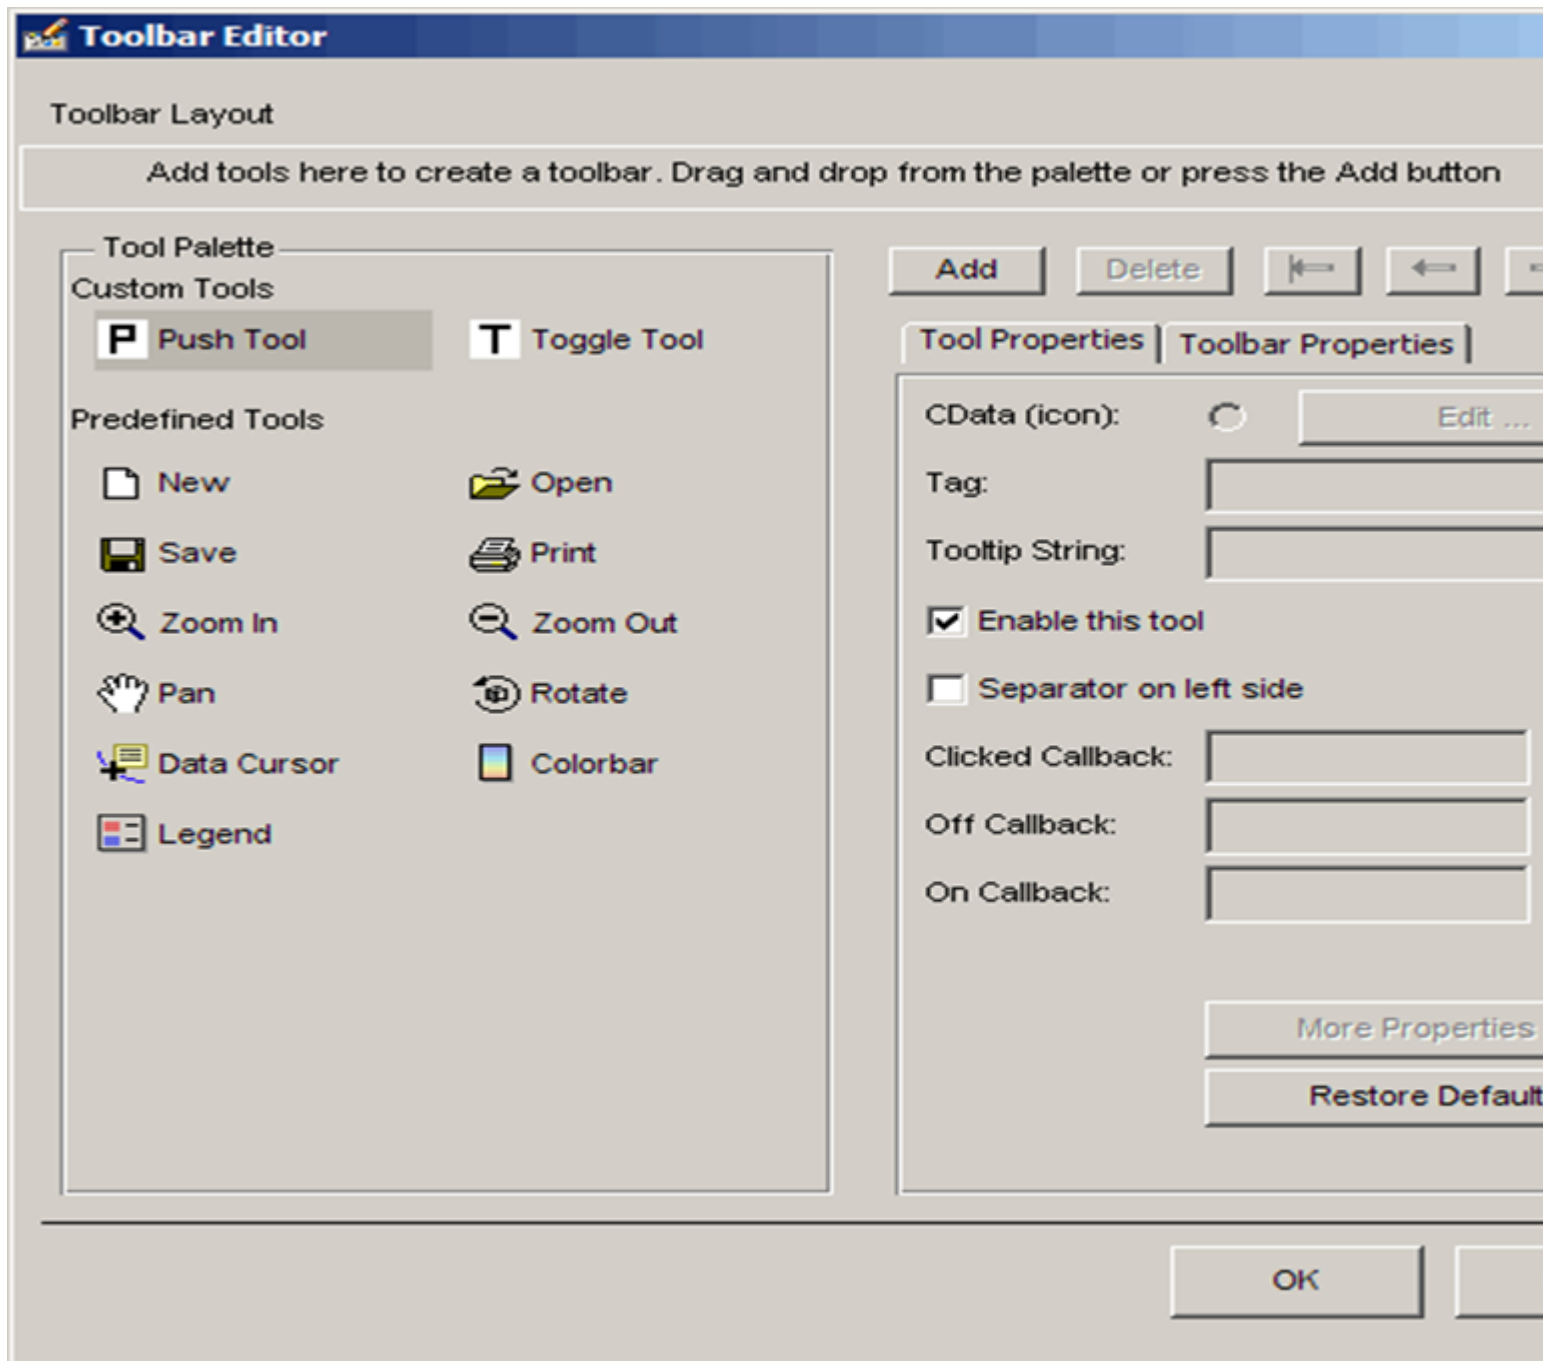 Toolbar Editor
Toolbar Layout
Add tools here to create a toolbar. Drag and drop from the palette or press the Add button
Tool Palette
Custom Tools
P Push Tool
T Toggle Tool
Predefined Tools
New
Open
Save
Print
Zoom In
Zoom Out
Pan
Rotate
Data Cursor
Colorbar
Legend
Add
Delete
Tool Properties
Toolbar Properties
CData (icon):
Edit ...
Tag:
Tooltip String:
Enable this tool
Separator on left side
Clicked Callback:
Off Callback:
On Callback:
More Properties
Restore Default
OK